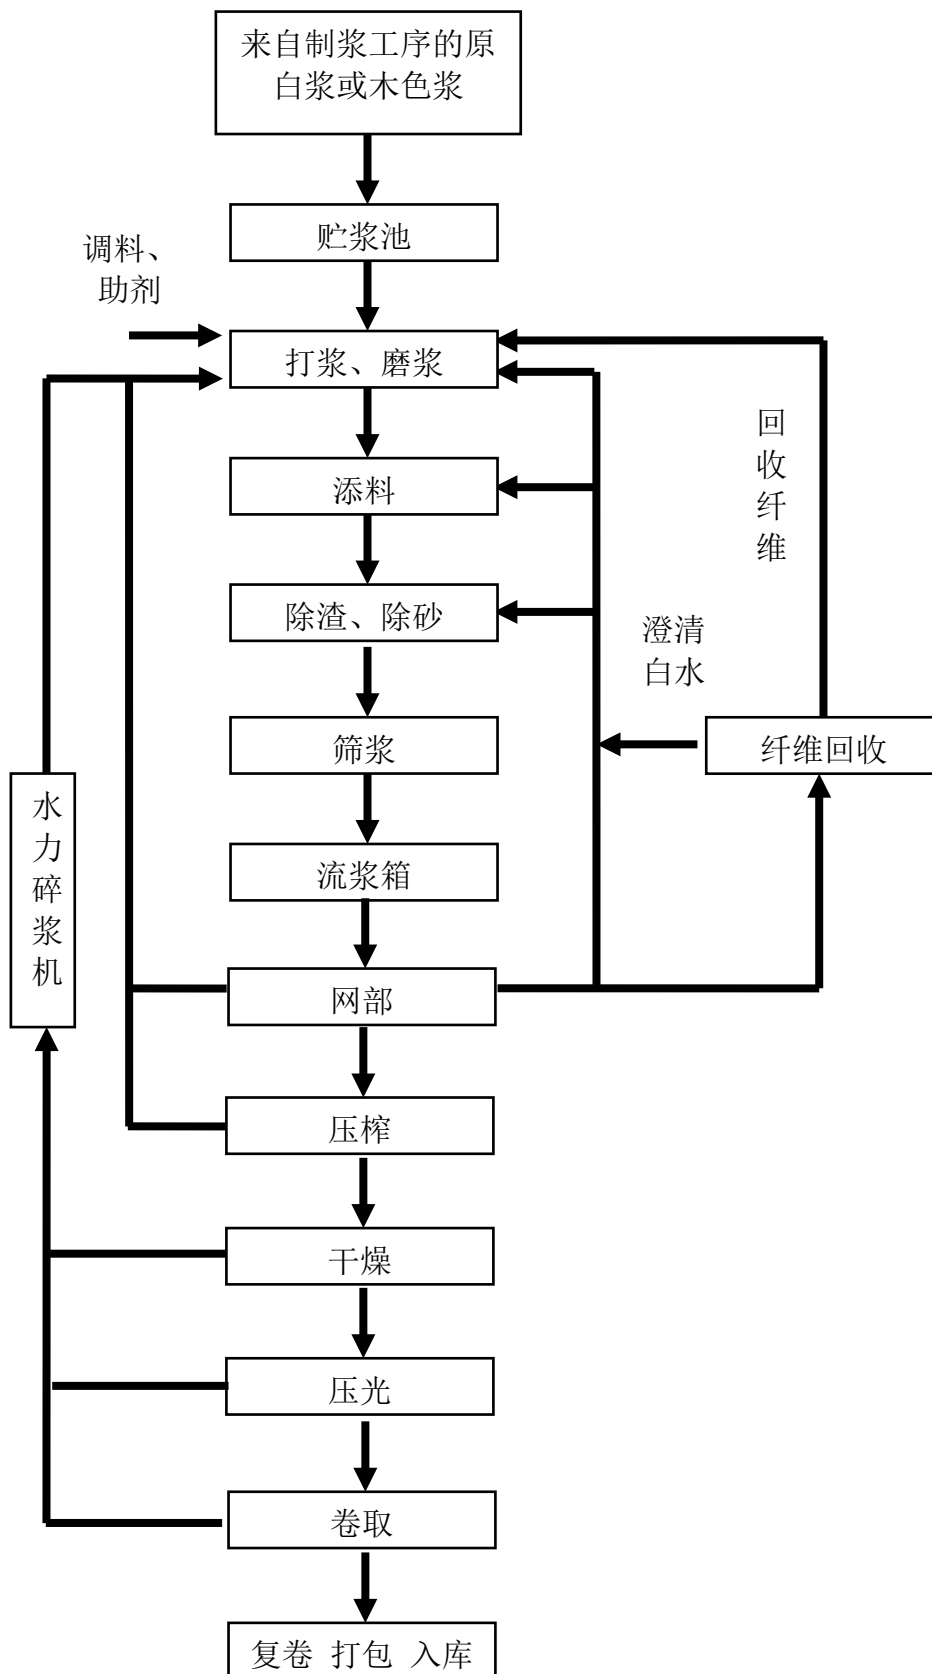 来自制浆工序的原
白浆或木色浆
贮浆池
调料、
助剂
打浆、磨浆
回
收
纤
维
添料
除渣、除砂
澄清
白水
筛浆
纤维回收
水
力
碎
浆
机
流浆箱
网部
压榨
干燥
压光
卷取
复卷 打包 入库